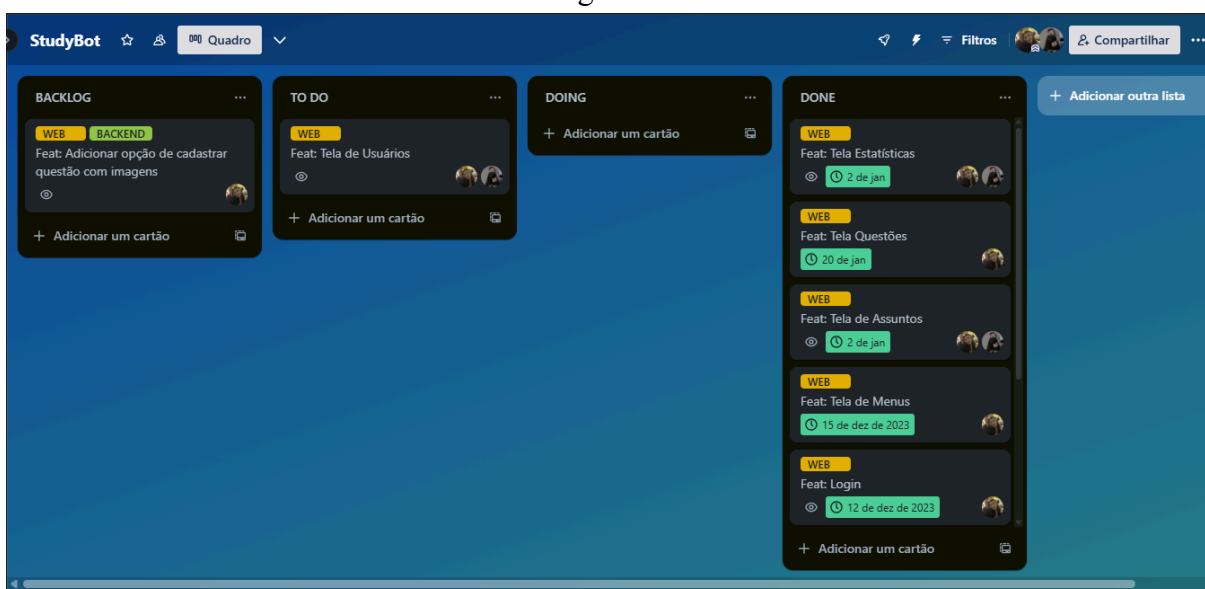 StudyBot
Quadro
Filtros
Compartilhar
BACKLOG
WEB BACKEND
Feat: Adicionar opção de cadastrar
questão com imagens
+ Adicionar um cartão
TO DO
WEB
Feat: Tela de Usuários
+ Adicionar um cartão
DOING
+ Adicionar um cartão
DONE
WEB
Feat: Tela Estatísticas
2 de jan
WEB
Feat: Tela Questões
20 de jan
WEB
Feat: Tela de Assuntos
2 de jan
WEB
Feat: Tela de Menus
15 de dez de 2023
WEB
Feat: Login
12 de dez de 2023
+ Adicionar um cartão
+ Adicionar outra lista